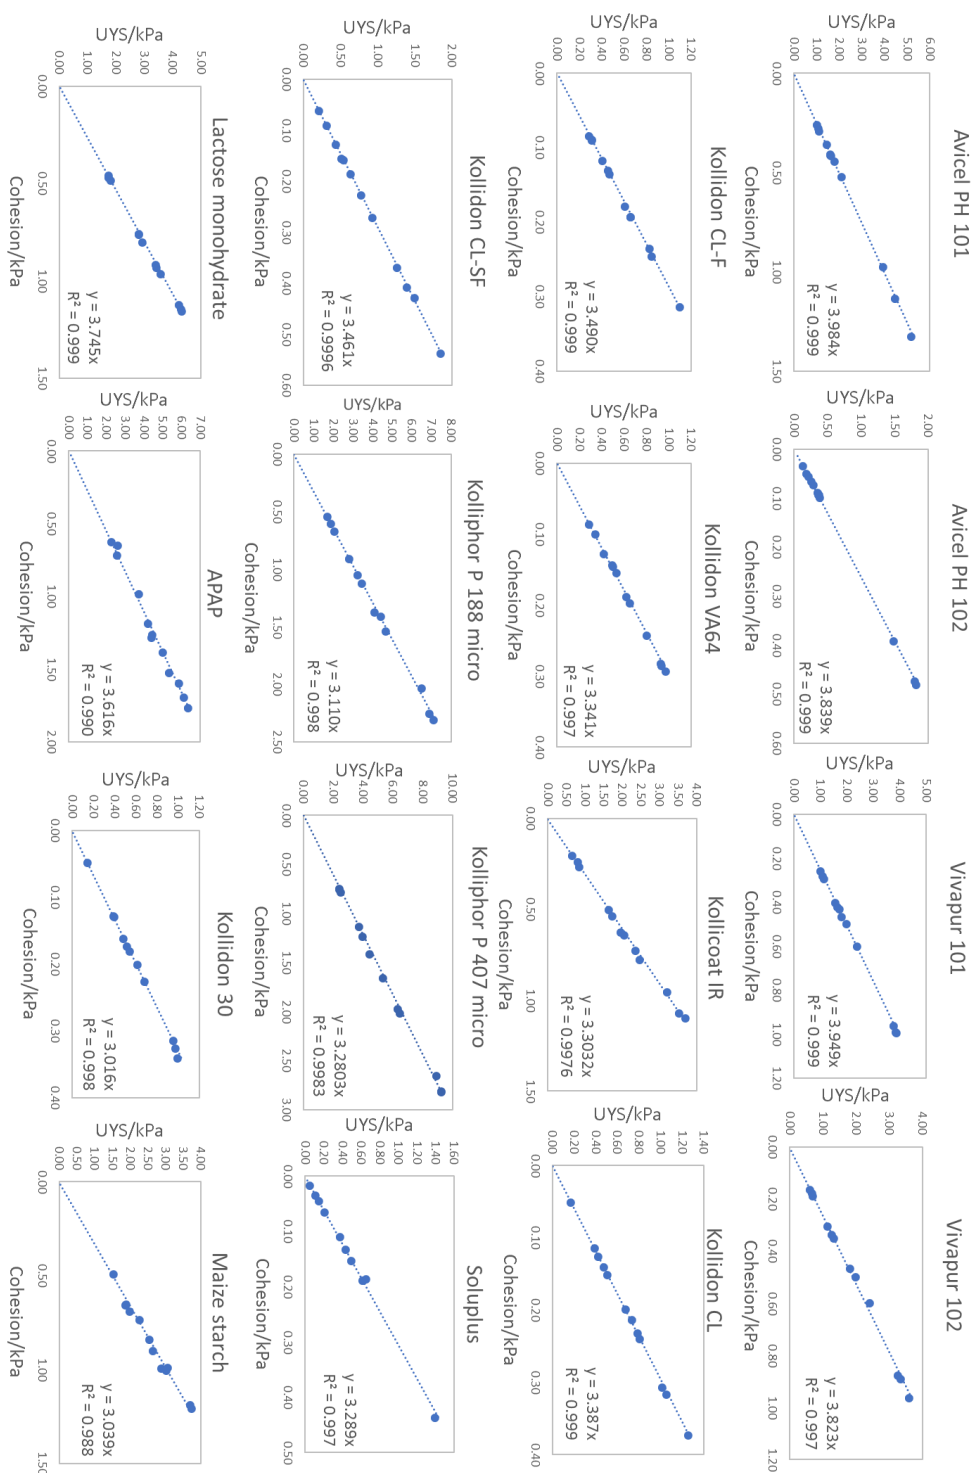 Avicel PH 101
UYS/kPa
6.00
5.00
4.00
3.00
2.00
1.00
0.00
y = 3.984x
R² = 0.999
0.00 0.50 1.00 1.50
Cohesion/kPa
Avicel PH 102
UYS/kPa
2.00
1.50
1.00
0.50
0.00
y = 3.839x
R² = 0.999
0.00 0.10 0.20 0.30 0.40 0.50 0.60
Cohesion/kPa
Vivapur 101
UYS/kPa
5.00
4.00
3.00
2.00
1.00
0.00
y = 3.949x
R² = 0.999
0.00 0.20 0.40 0.60 0.80 1.00 1.20
Cohesion/kPa
Vivapur 102
UYS/kPa
4.00
3.00
2.00
1.00
0.00
y = 3.823x
R² = 0.997
0.00 0.20 0.40 0.60 0.80 1.00 1.20
Cohesion/kPa
Kollidon CL-F
UYS/kPa
1.20
1.00
0.80
0.60
0.40
0.20
0.00
y = 3.490x
R² = 0.999
0.00 0.10 0.20 0.30 0.40
Cohesion/kPa
Kollidon VA64
UYS/kPa
1.20
1.00
0.80
0.60
0.40
0.20
0.00
y = 3.341x
R² = 0.997
0.00 0.10 0.20 0.30 0.40
Cohesion/kPa
Kollicoat IR
UYS/kPa
4.00
3.50
3.00
2.50
2.00
1.50
1.00
0.50
0.00
y = 3.3032x
R² = 0.9976
0.00 0.50 1.00 1.50
Cohesion/kPa
Kollidon CL
UYS/kPa
1.40
1.20
1.00
0.80
0.60
0.40
0.20
0.00
y = 3.387x
R² = 0.999
0.00 0.10 0.20 0.30 0.40
Cohesion/kPa
Kollidon CL-SF
UYS/kPa
2.00
1.50
1.00
0.50
0.00
y = 3.461x
R² = 0.9996
0.00 0.10 0.20 0.30 0.40 0.50 0.60
Cohesion/kPa
Kolliphor P 188 micro
UYS/kPa
8.00
7.00
6.00
5.00
4.00
3.00
2.00
1.00
0.00
y = 3.110x
R² = 0.998
0.00 0.50 1.00 1.50 2.00 2.50
Cohesion/kPa
Kolliphor P 407 micro
UYS/kPa
10.00
8.00
6.00
4.00
2.00
0.00
y = 3.2803x
R² = 0.9983
0.00 0.50 1.00 1.50 2.00 2.50 3.00
Cohesion/kPa
Soluplus
UYS/kPa
1.60
1.40
1.20
1.00
0.80
0.60
0.40
0.20
0.00
y = 3.289x
R² = 0.997
0.00 0.10 0.20 0.30 0.40 0.50
Cohesion/kPa
Lactose monohydrate
UYS/kPa
5.00
4.00
3.00
2.00
1.00
0.00
y = 3.745x
R² = 0.999
0.00 0.50 1.00 1.50
Cohesion/kPa
APAP
UYS/kPa
7.00
6.00
5.00
4.00
3.00
2.00
1.00
0.00
y = 3.616x
R² = 0.990
0.00 0.50 1.00 1.50 2.00
Cohesion/kPa
Kollidon 30
UYS/kPa
1.20
1.00
0.80
0.60
0.40
0.20
0.00
y = 3.016x
R² = 0.998
0.00 0.10 0.20 0.30 0.40
Cohesion/kPa
Maize starch
UYS/kPa
4.00
3.50
3.00
2.50
2.00
1.50
1.00
0.50
0.00
y = 3.039x
R² = 0.988
0.00 0.50 1.00 1.50
Cohesion/kPa